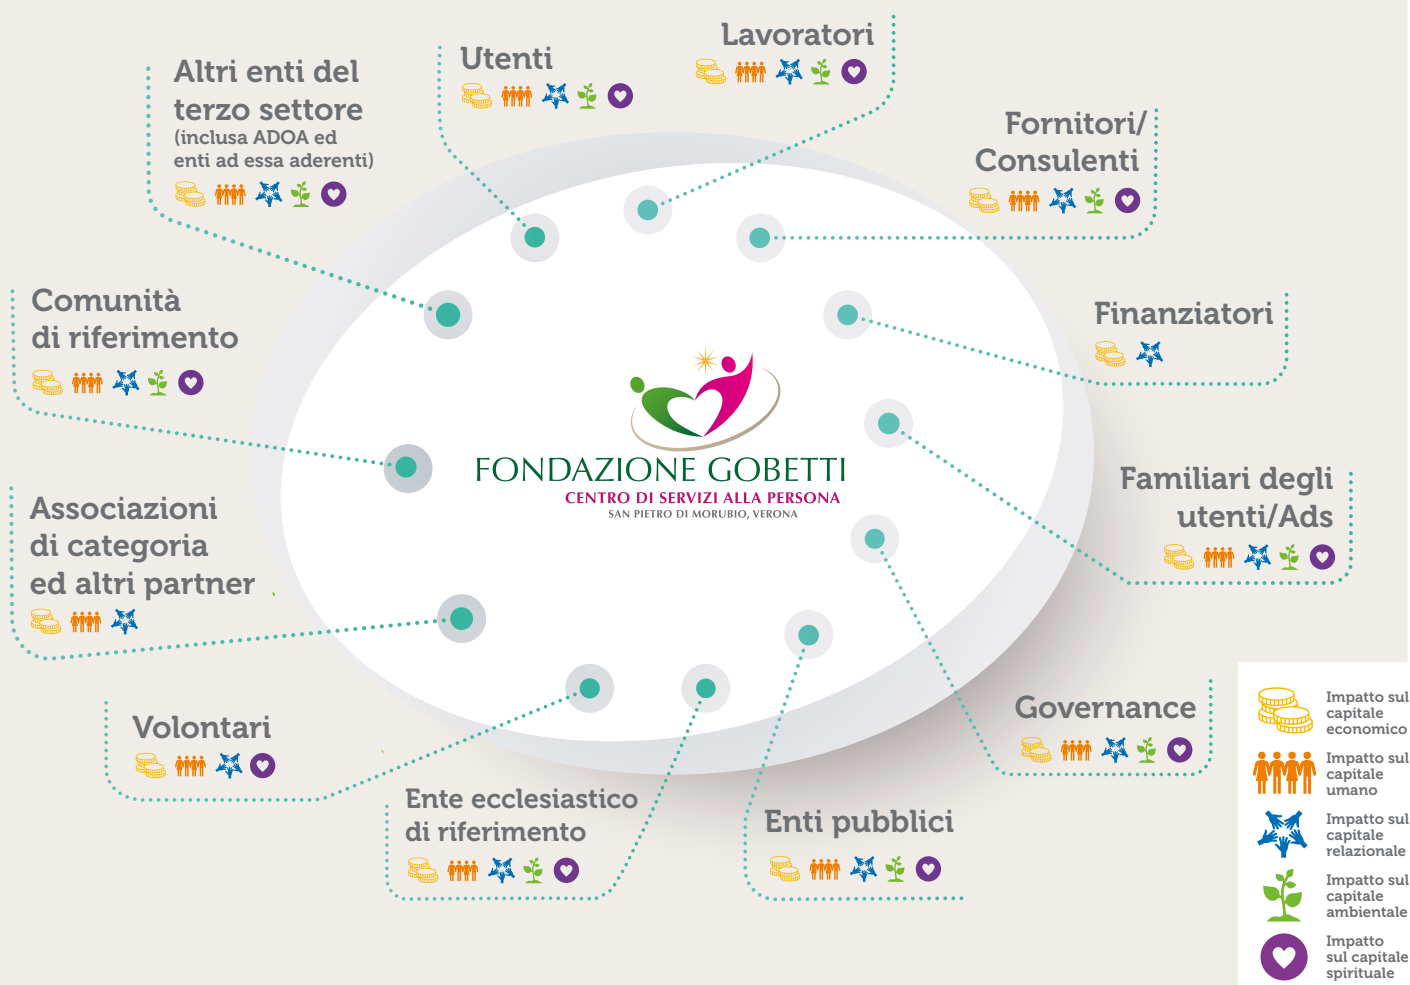 Lavoratori
Utenti
Altri enti del
terzo settore
(inclusa ADOA ed
enti ad essa aderenti)
Fornitori/
Consulenti
Comunità
di riferimento
Finanziatori
FONDAZIONE GOBETTI
CENTRO DI SERVIZI ALLA PERSONA
SAN PIETRO DI MORUBIO, VERONA
Familiari degli
utenti/Ads
Associazioni
di categoria
ed altri partner
Volontari
Governance
Ente ecclesiastico
di riferimento
Enti pubblici
Impatto sul
capitale
economico
Impatto sul
capitale
umano
Impatto sul
capitale
relazionale
Impatto sul
capitale
ambientale
Impatto
sul capitale
spirituale